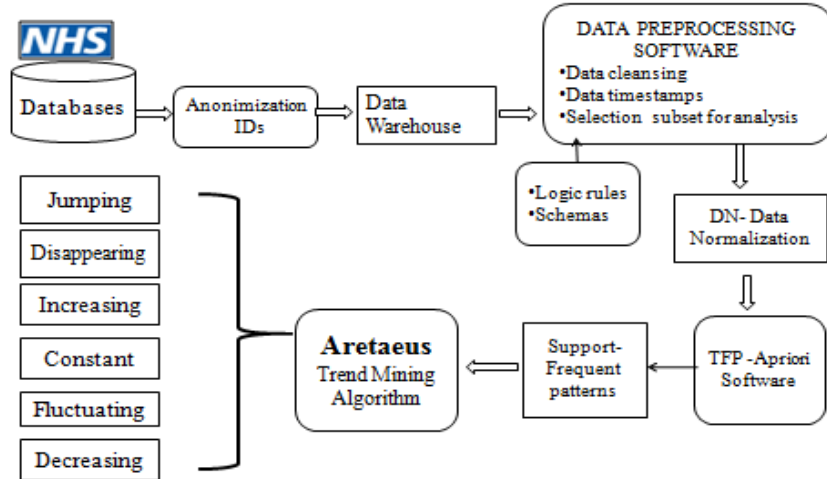 NHS
Databases
Anonimization
IDs
Data
Warehouse
DATA PREPROCESSING
SOFTWARE
•Data cleansing
•Data timestamps
•Selection subset for analysis
•Logic rules
•Schemas
DN- Data
Normalization
TFP -Apriori
Software
Support-
Frequent
patterns
Aretaeus
Trend Mining
Algorithm
Jumping
Disappearing
Increasing
Constant
Fluctuating
Decreasing